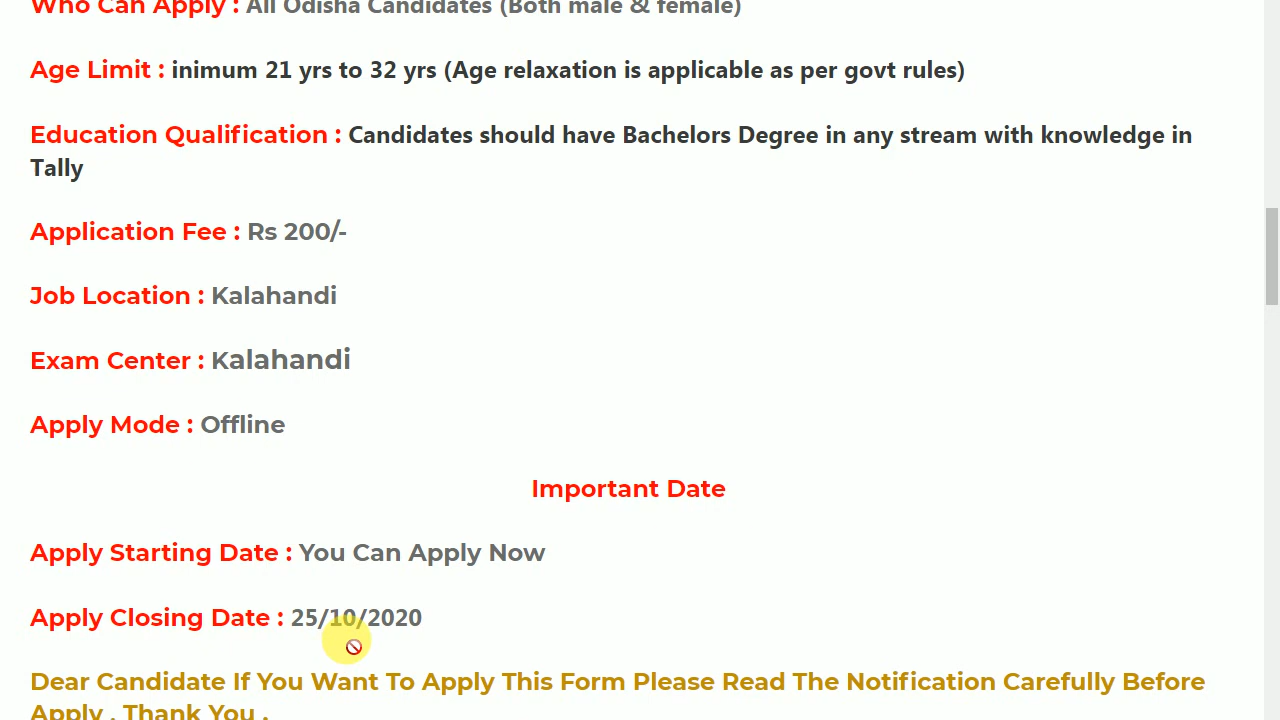 Who Can Apply : All Odisha Candidates (Both male & female)
Age Limit : inimum 21 yrs to 32 yrs (Age relaxation is applicable as per govt rules)
Education Qualification : Candidates should have Bachelors Degree in any stream with knowledge in
Tally
Application Fee : Rs 200/-
Job Location : Kalahandi
Exam Center : Kalahandi
Apply Mode : Offline
Important Date
Apply Starting Date : You Can Apply Now
Apply Closing Date : 25/10/2020
Dear Candidate If You Want To Apply This Form Please Read The Notification Carefully Before
Apply . Thank You .